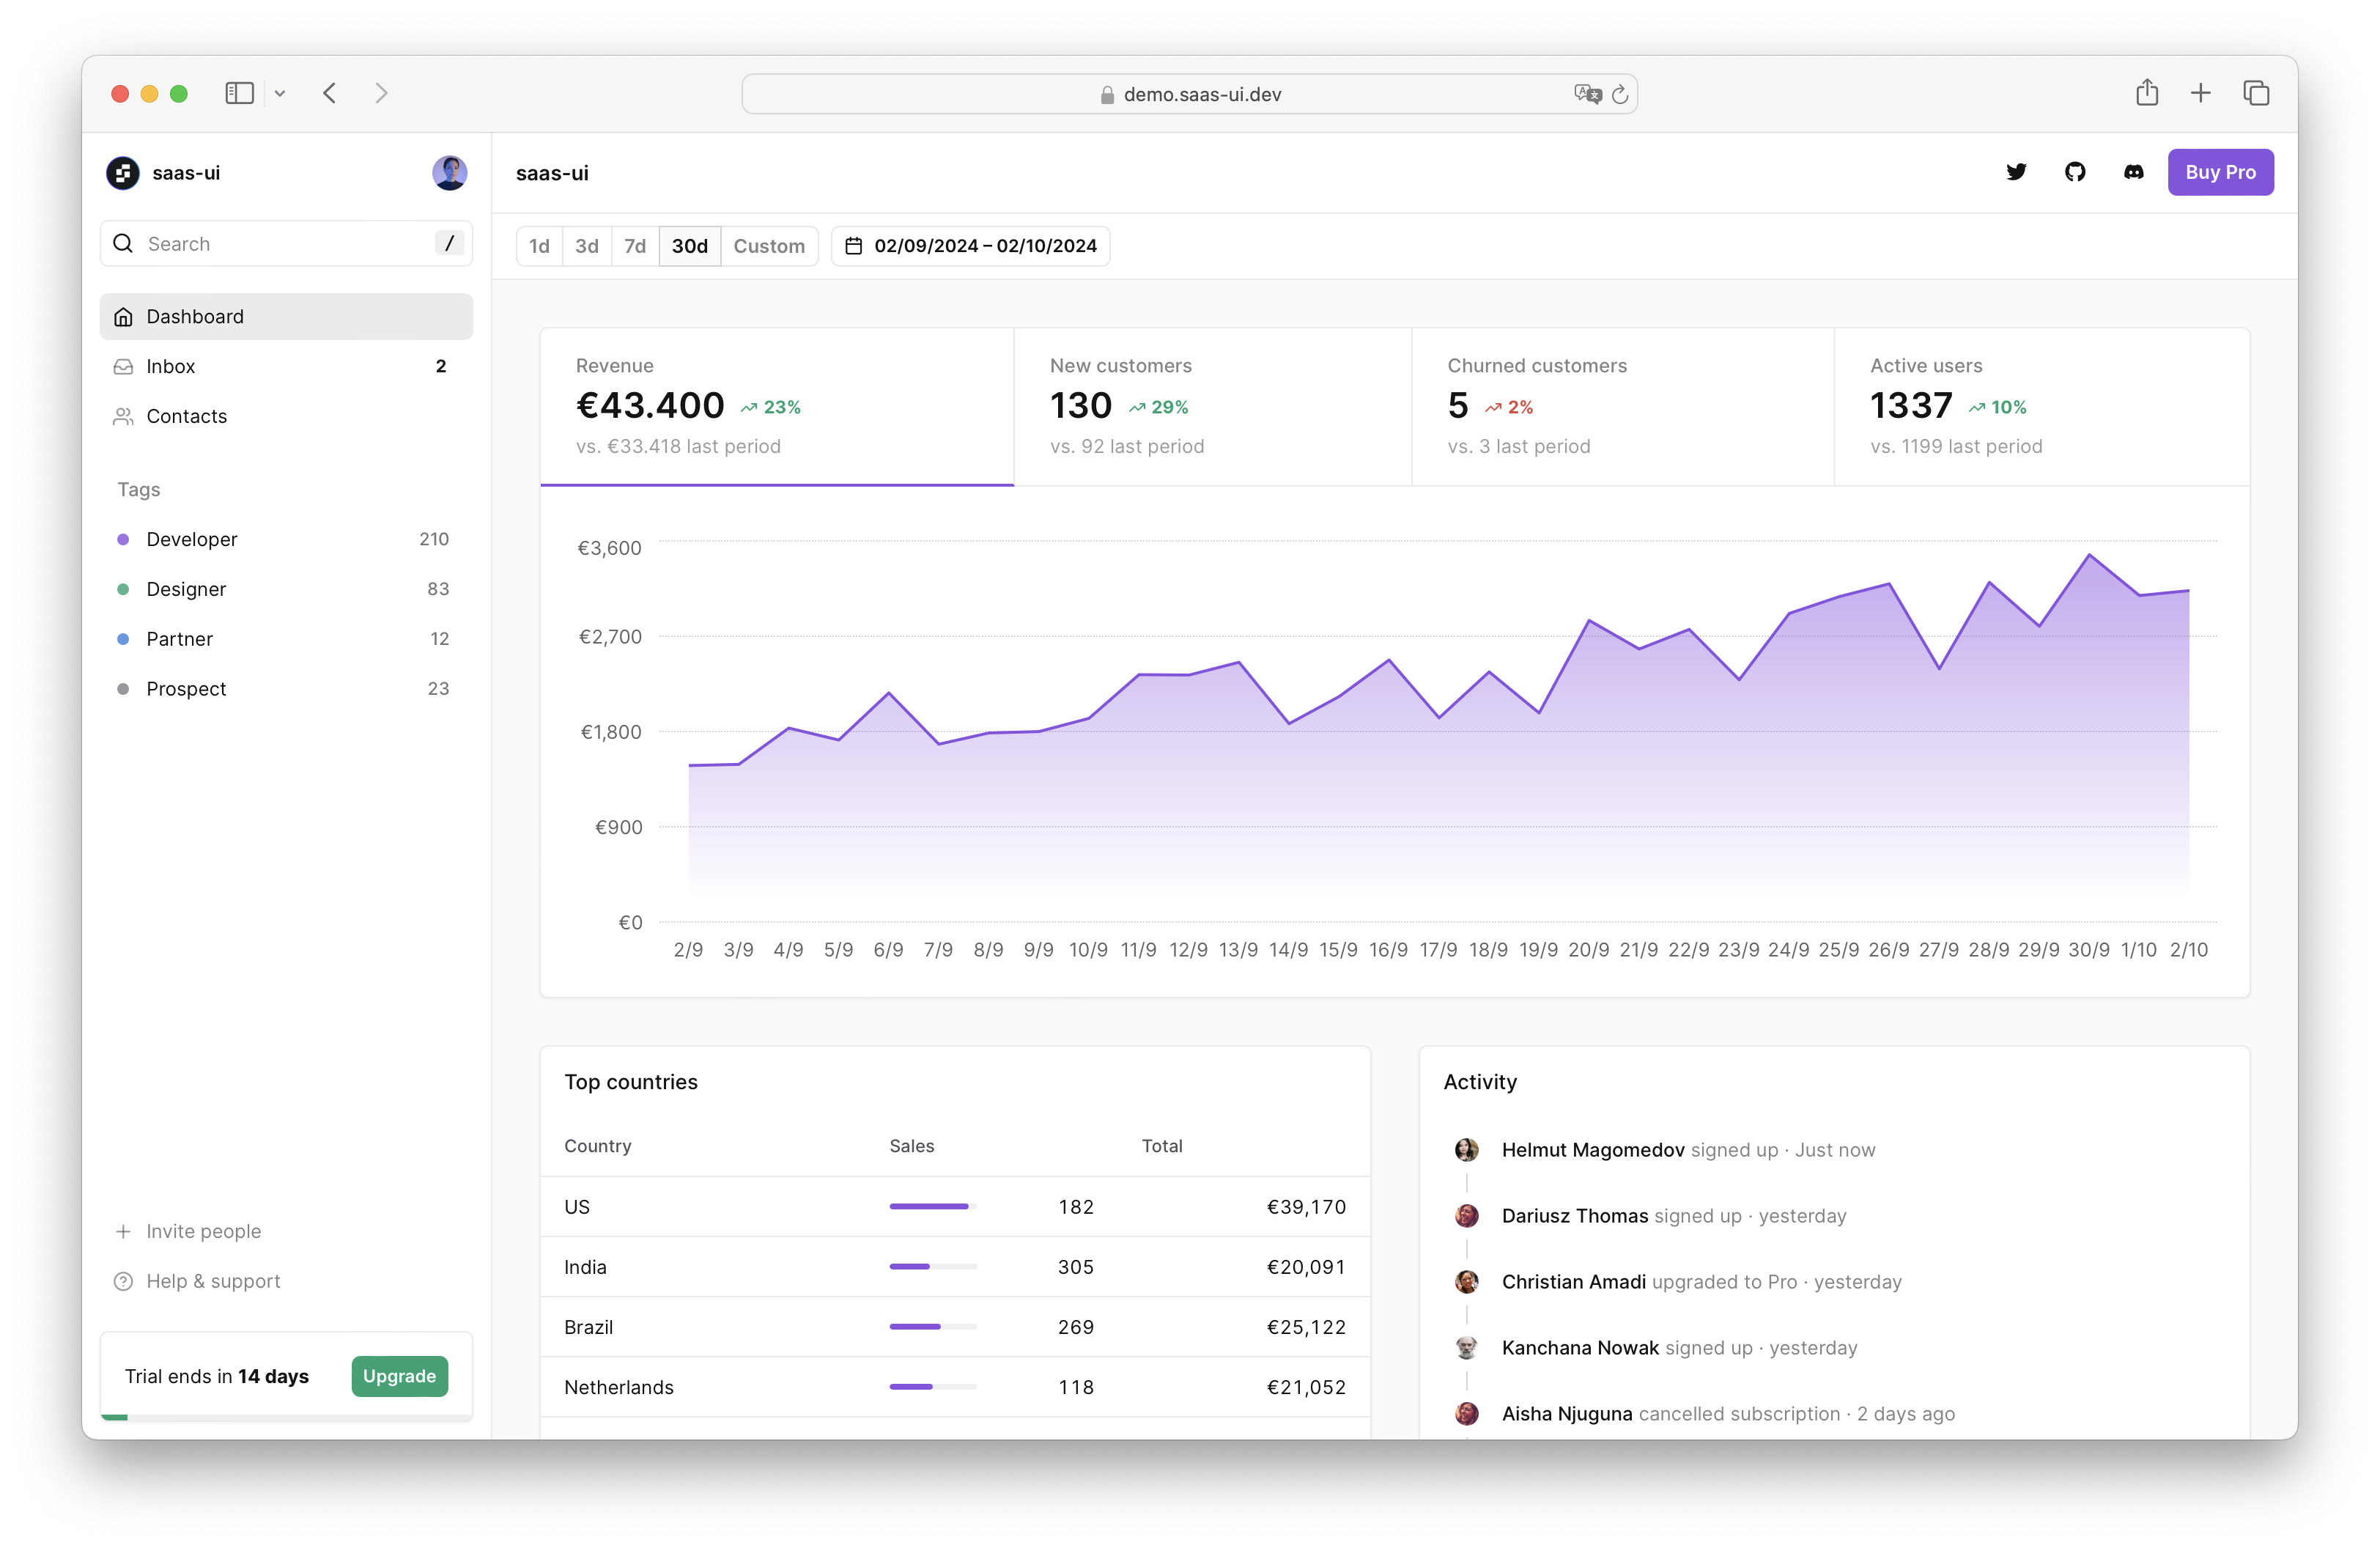 demo.saas-ui.dev
saas-ui
Search /
Dashboard
Inbox 2
Contacts
Tags
Developer 210
Designer 83
Partner 12
Prospect 23
Invite people
Help & support
Trial ends in 14 days Upgrade
saas-ui Buy Pro
1d 3d 7d 30d Custom 02/09/2024 – 02/10/2024
Revenue
€43.400 23%
vs. €33.418 last period
New customers
130 29%
vs. 92 last period
Churned customers
5 2%
vs. 3 last period
Active users
1337 10%
vs. 1199 last period
€3,600
€2,700
€1,800
€900
€0
2/9 3/9 4/9 5/9 6/9 7/9 8/9 9/9 10/9 11/9 12/9 13/9 14/9 15/9 16/9 17/9 18/9 19/9 20/9 21/9 22/9 23/9 24/9 25/9 26/9 27/9 28/9 29/9 30/9 1/10 2/10
Top countries
Country Sales Total
US 182 €39,170
India 305 €20,091
Brazil 269 €25,122
Netherlands 118 €21,052
Activity
Helmut Magomedov signed up · Just now
Dariusz Thomas signed up · yesterday
Christian Amadi upgraded to Pro · yesterday
Kanchana Nowak signed up · yesterday
Aisha Njuguna cancelled subscription · 2 days ago